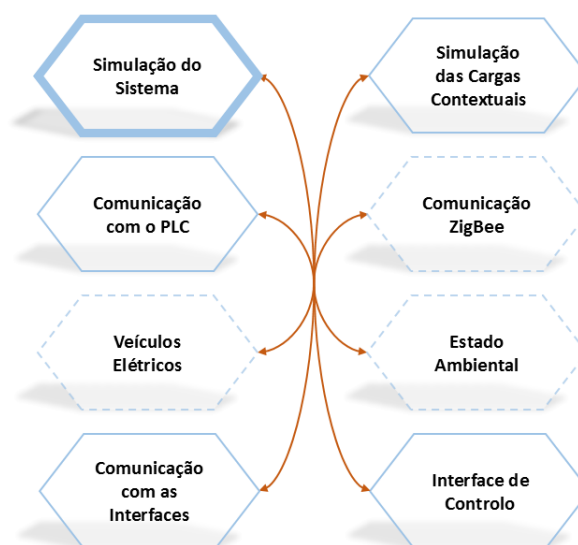 Simulação do
Sistema
Simulação
das Cargas
Contextuais
Comunicação
com o PLC
Comunicação
ZigBee
Veículos
Elétricos
Estado
Ambiental
Comunicação
com as
Interfaces
Interface de
Controlo